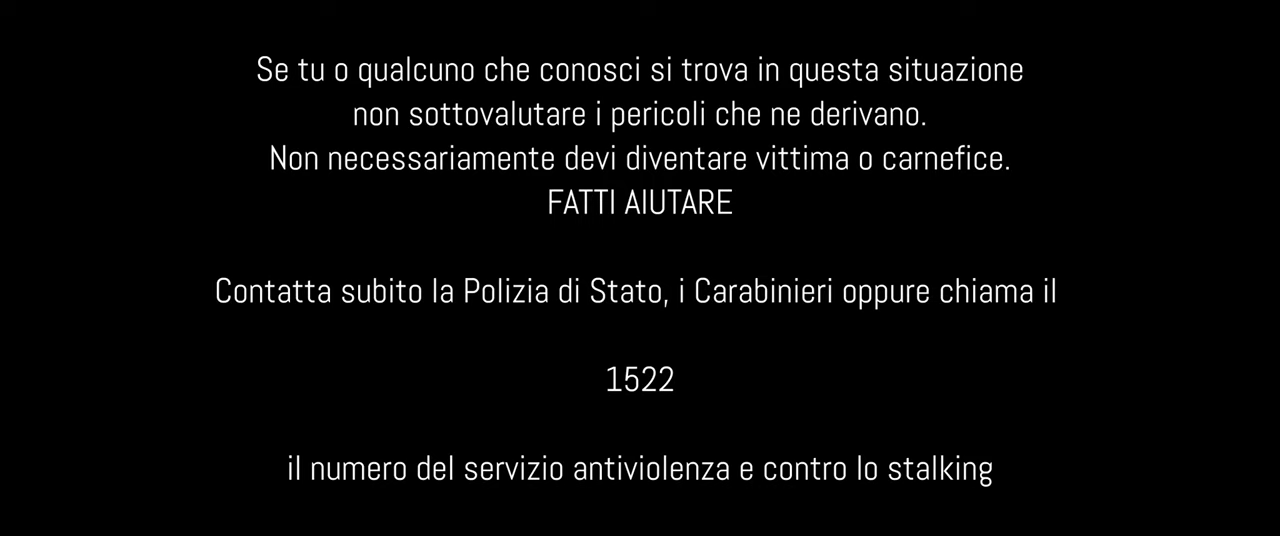 Se tu o qualcuno che conosci si trova in questa situazione
non sottovalutare i pericoli che ne derivano.
Non necessariamente devi diventare vittima o carnefice.
FATTI AIUTARE
Contatta subito la Polizia di Stato, i Carabinieri oppure chiama il
1522
il numero del servizio antiviolenza e contro lo stalking